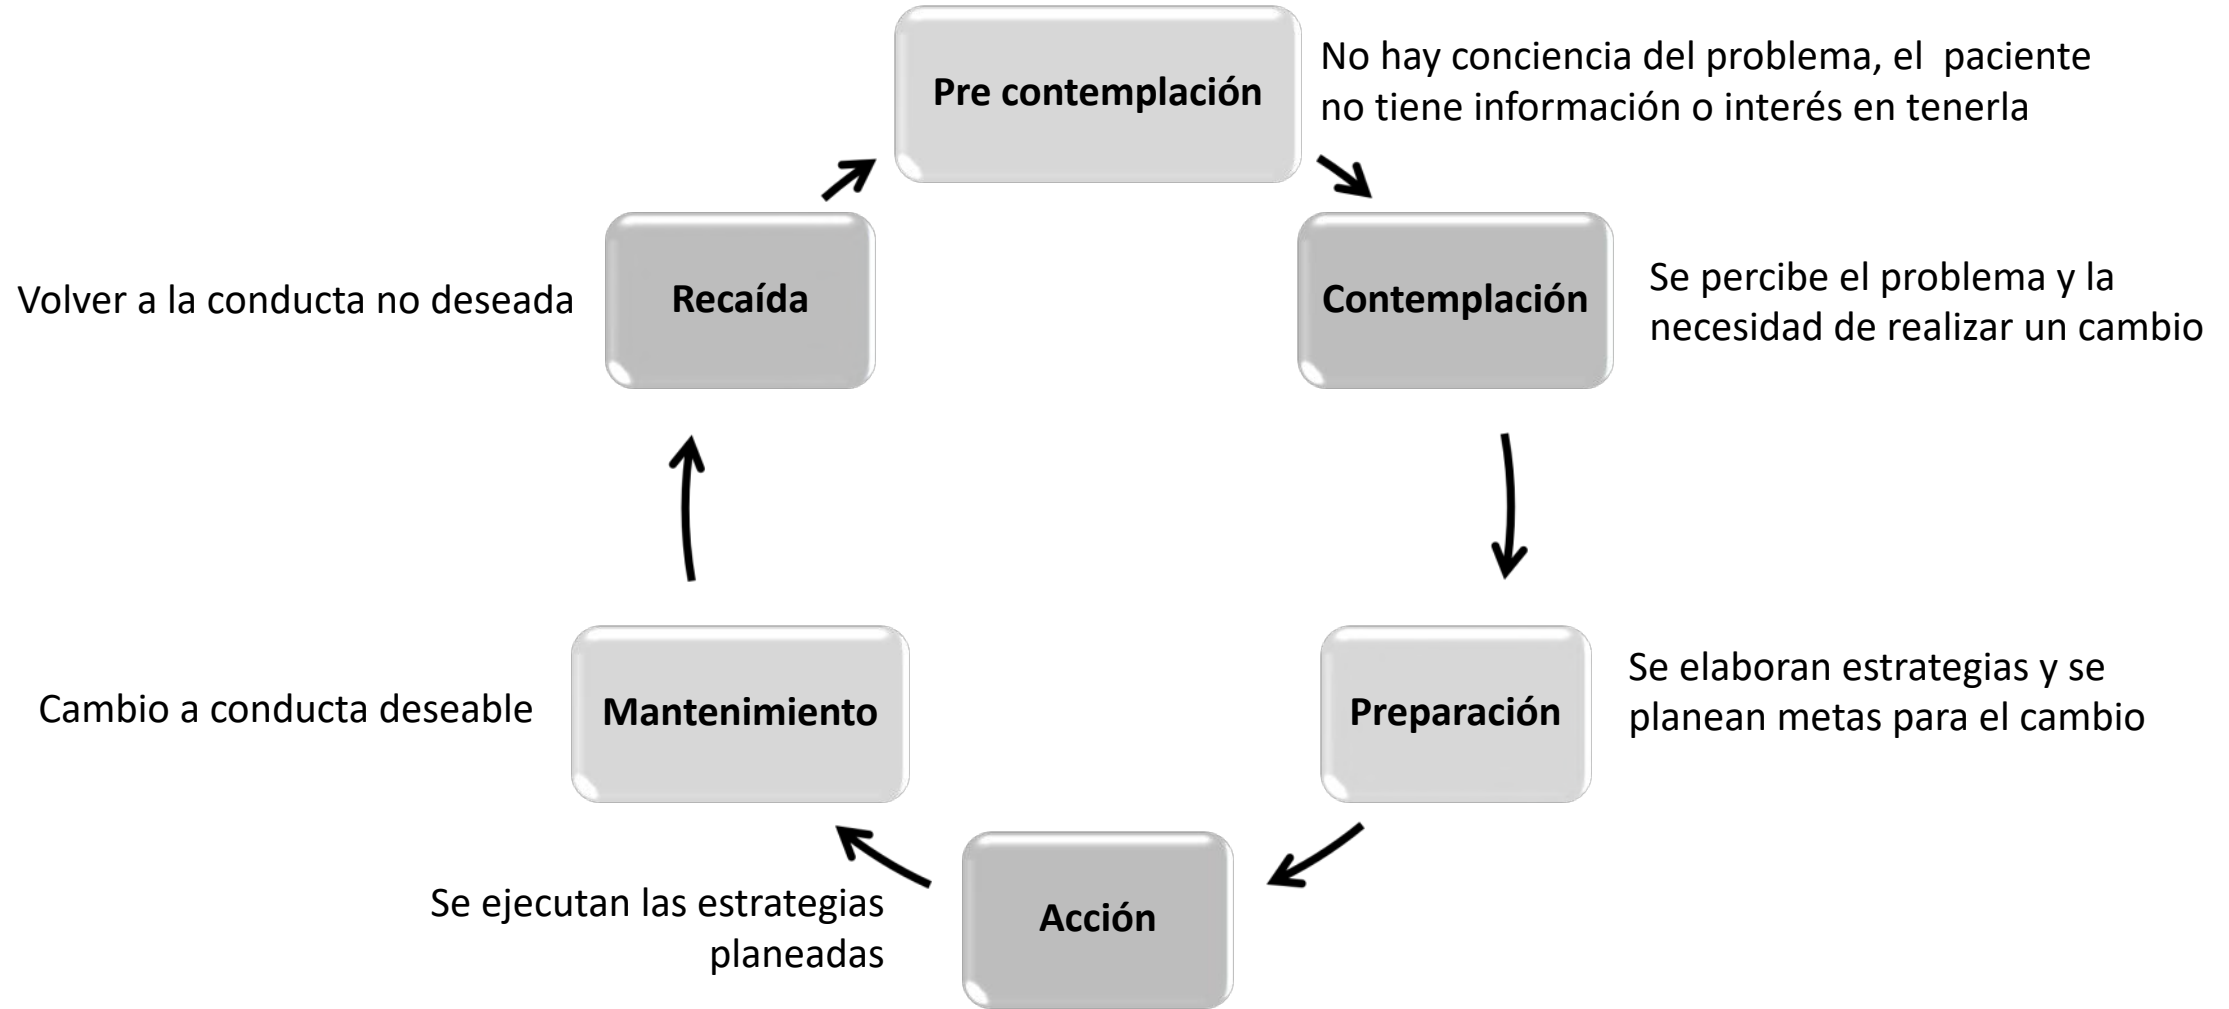 Pre contemplación
No hay conciencia del problema, el  paciente
no tiene información o interés en tenerla
Contemplación
Se percibe el problema y la
necesidad de realizar un cambio
Preparación
Se elaboran estrategias y se
planean metas para el cambio
Acción
Se ejecutan las estrategias
planeadas
Mantenimiento
Cambio a conducta deseable
Recaída
Volver a la conducta no deseada